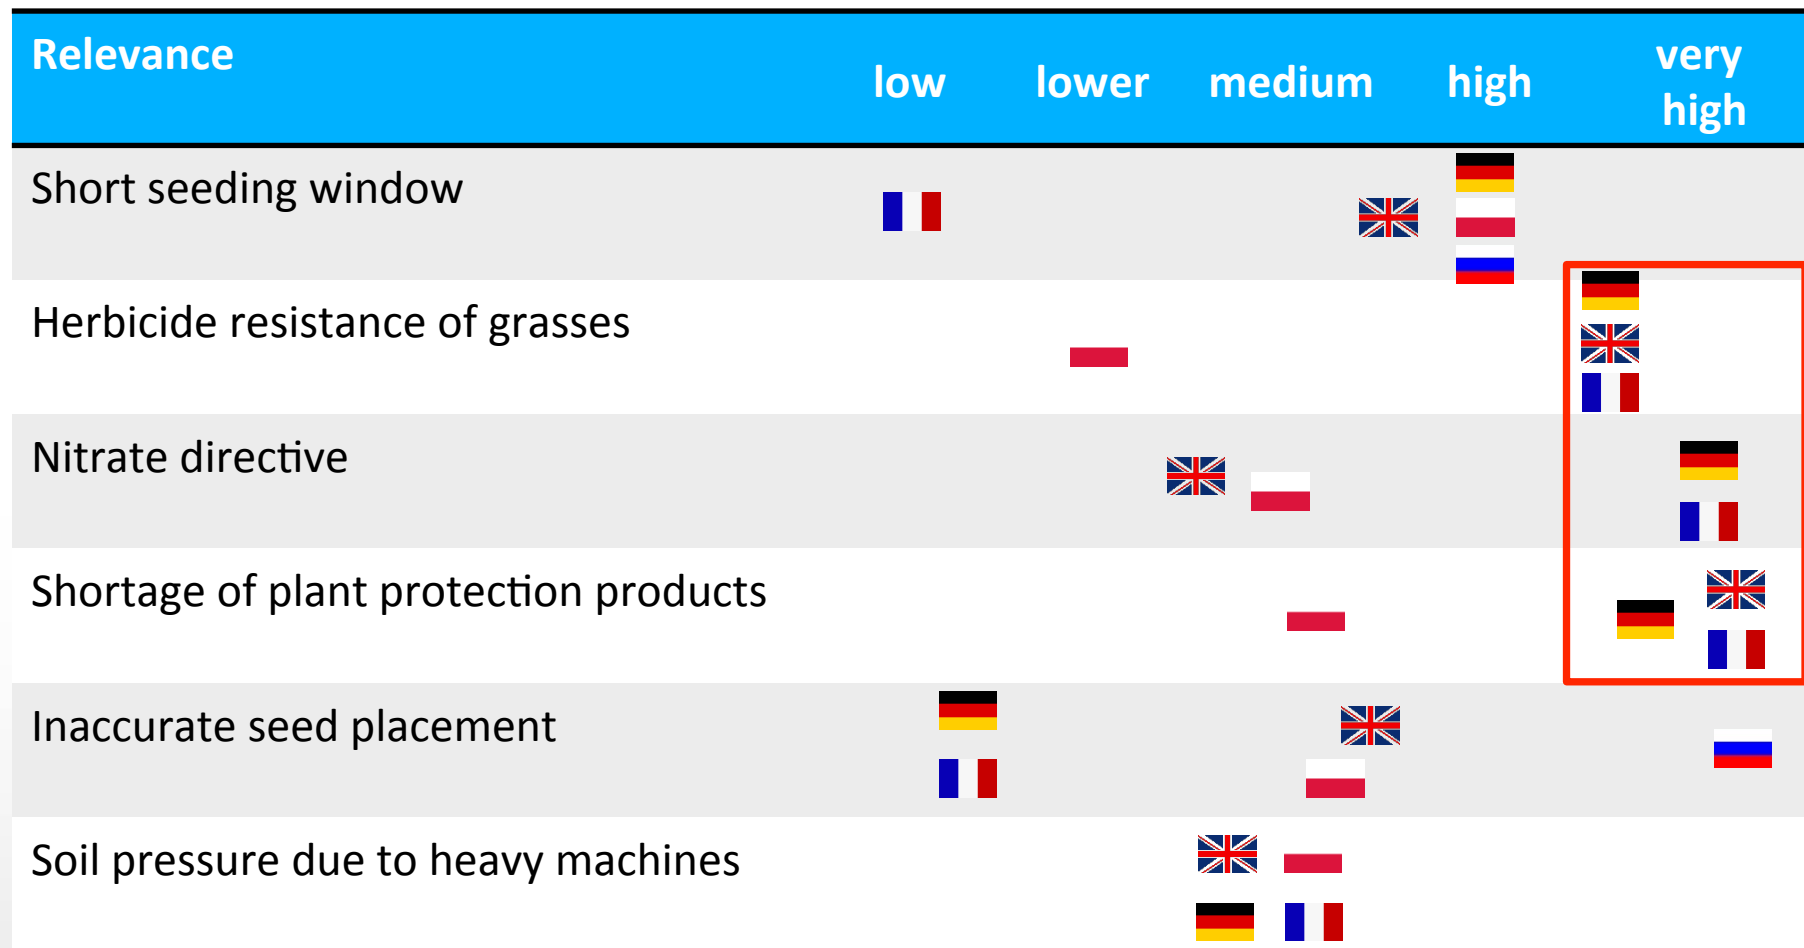 Relevance
low lower medium high very high
Short seeding window
Herbicide resistance of grasses
Nitrate directive
Shortage of plant protection products
Inaccurate seed placement
Soil pressure due to heavy machines